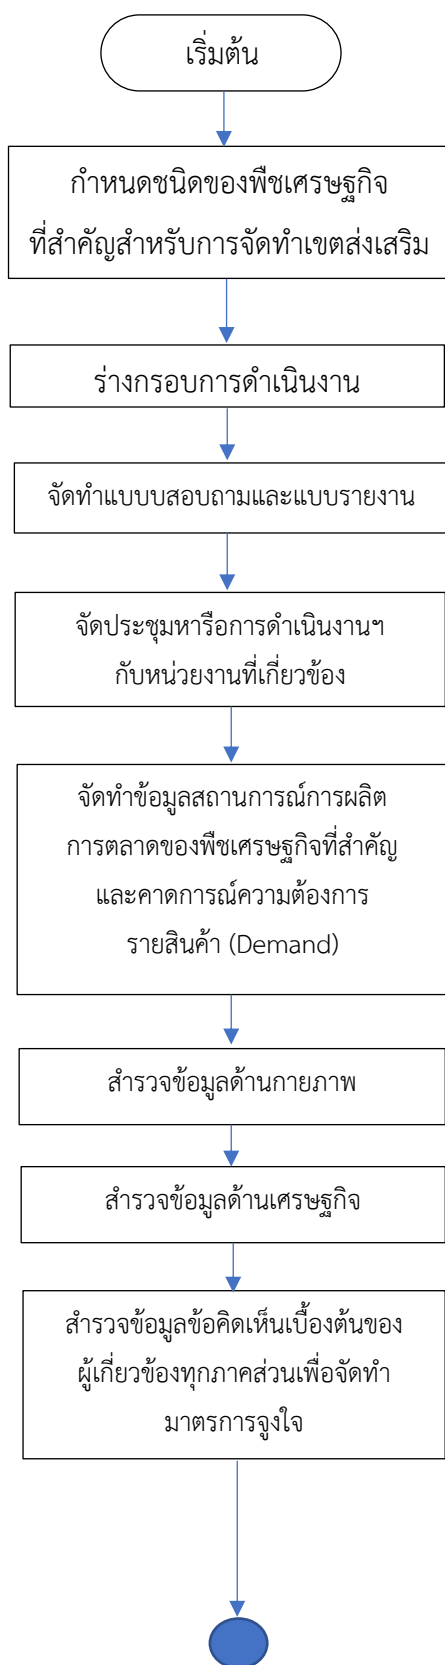 เริ่มต้น
กำหนดชนิดของพืชเศรษฐกิจ
ที่สำคัญสำหรับการจัดทำเขตส่งเสริม
ร่างกรอบการดำเนินงาน
จัดทำแบบบสอบถามและแบบรายงาน
จัดประชุมหารือการดำเนินงานฯ
กับหน่วยงานที่เกี่ยวข้อง
จัดทำข้อมูลสถานการณ์การผลิต
การตลาดของพืชเศรษฐกิจที่สำคัญ
และคาดการณ์ความต้องการ
รายสินค้า (Demand)
สำรวจข้อมูลด้านกายภาพ
สำรวจข้อมูลด้านเศรษฐกิจ
สำรวจข้อมูลข้อคิดเห็นเบื้องต้นของ
ผู้เกี่ยวข้องทุกภาคส่วนเพื่อจัดทำ
มาตรการจูงใจ